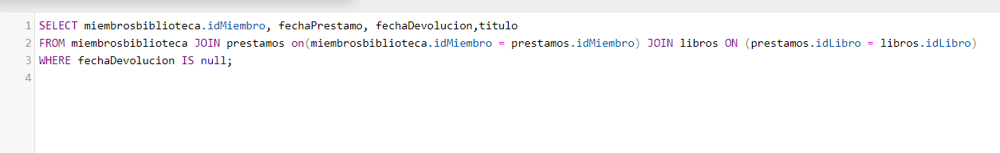 1 SELECT miembrosbiblioteca.idMiembro, fechaPrestamo, fechaDevolucion,titulo
2 FROM miembrosbiblioteca JOIN prestamos on(miembrosbiblioteca.idMiembro = prestamos.idMiembro) JOIN libros ON (prestamos.idLibro = libros.idLibro)
3 WHERE fechaDevolucion IS null;
4